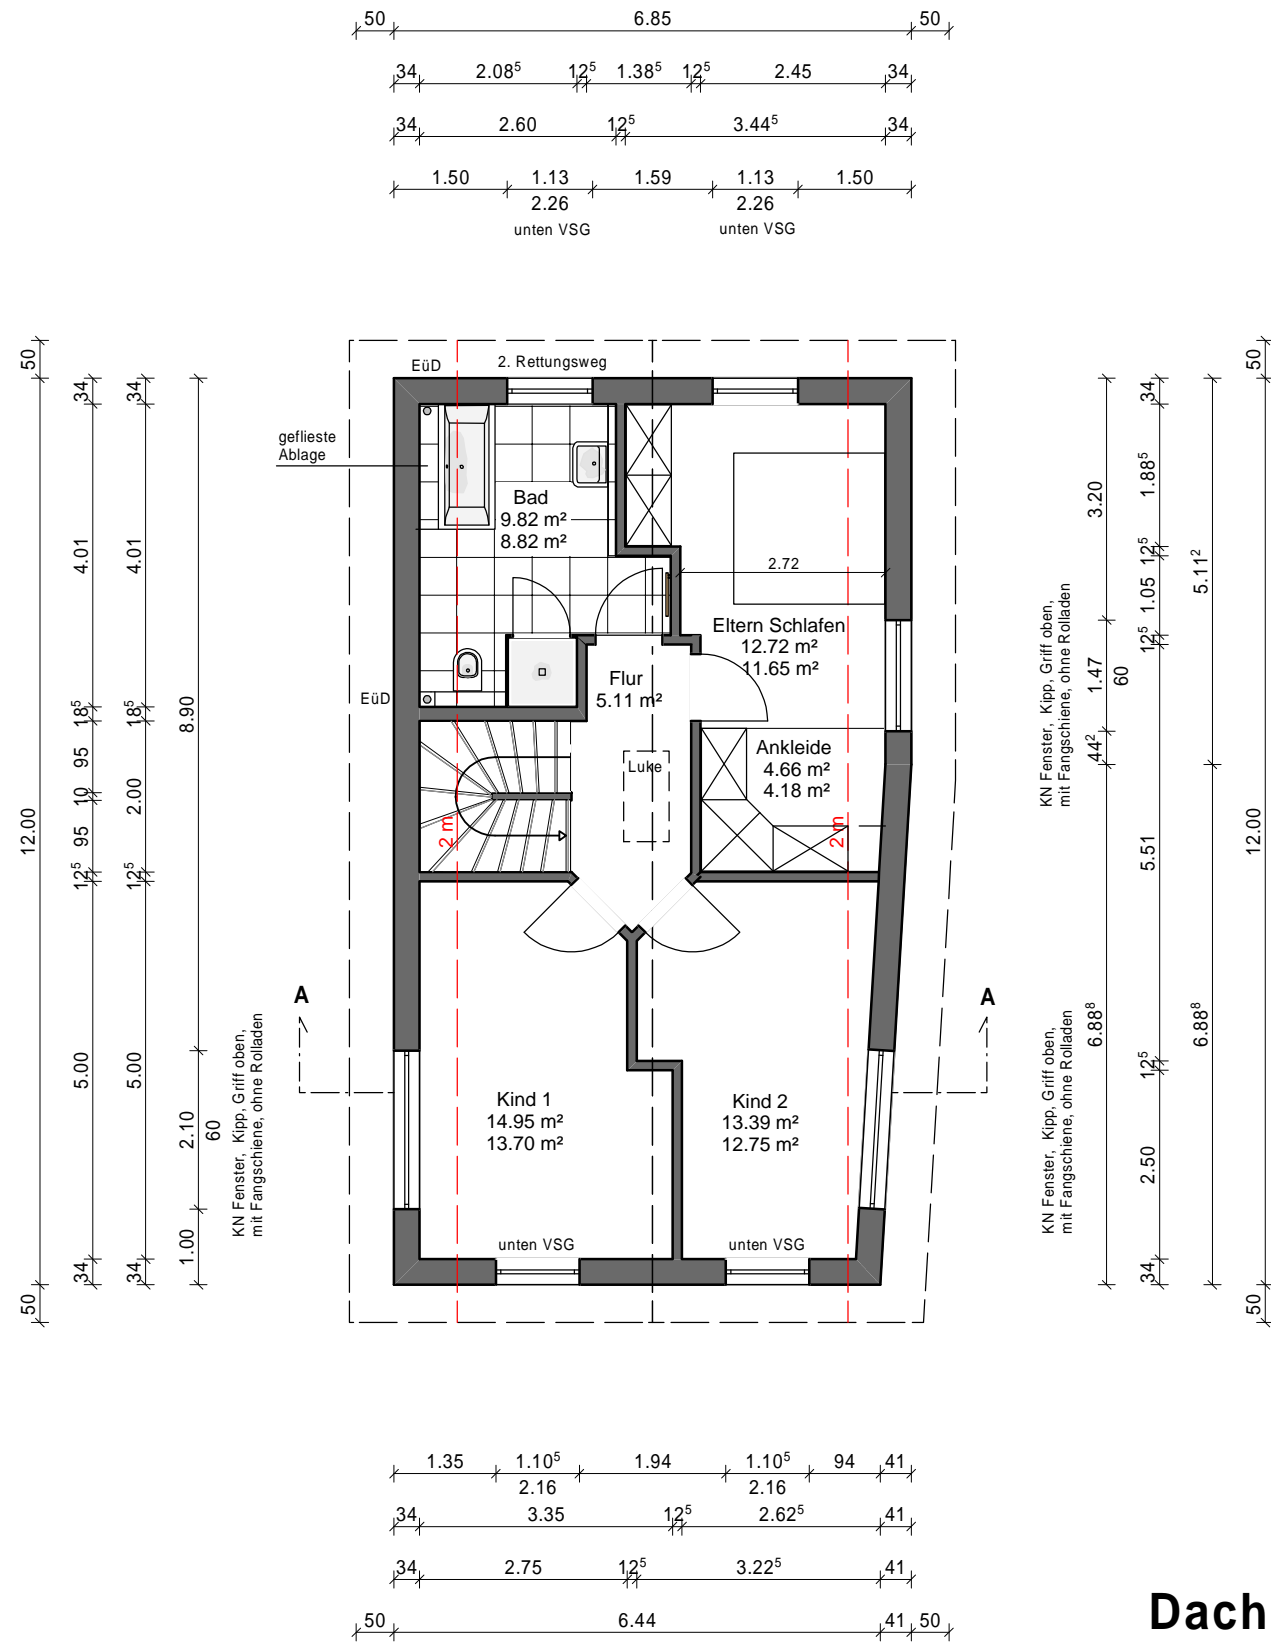 50 6.85 50
34 2.08⁵ 12⁵ 1.38⁵ 12⁵ 2.45 34
34 2.60 12⁵ 3.44⁵ 34
1.50 1.13 1.59 1.13 1.50
2.26 2.26
unten VSG unten VSG
50
12.00
50
34
4.01
18⁵
95
10
95
12⁵
5.00
34
34
4.01
18⁵
2.00
12⁵
5.00
34
8.90
2.10
60
1.00
KN Fenster, Kipp, Griff oben,
mit Fangschiene, ohne Rolladen
EüD
2. Rettungsweg
geflieste
Ablage
Bad
9.82 m²
8.82 m²
2.72
Eltern Schlafen
12.72 m²
11.65 m²
Flur
5.11 m²
EüD
Ankleide
4.66 m²
4.18 m²
Luke
2 m
2 m
A
A
Kind 1
14.95 m²
13.70 m²
Kind 2
13.39 m²
12.75 m²
unten VSG
unten VSG
KN Fenster, Kipp, Griff oben,
mit Fangschiene, ohne Rolladen
KN Fenster, Kipp, Griff oben,
mit Fangschiene, ohne Rolladen
3.20
1.47
60
44²
6.88⁸
34
1.88⁵
12⁵
1.05
12⁵
5.51
12⁵
2.50
34
5.11²
6.88⁸
50
12.00
50
1.35 1.10⁵ 1.94 1.10⁵ 94 41
2.16 2.16
34 3.35 12⁵ 2.62⁵ 41
34 2.75 12⁵ 3.22⁵ 41
50 6.44 41 50
Dach